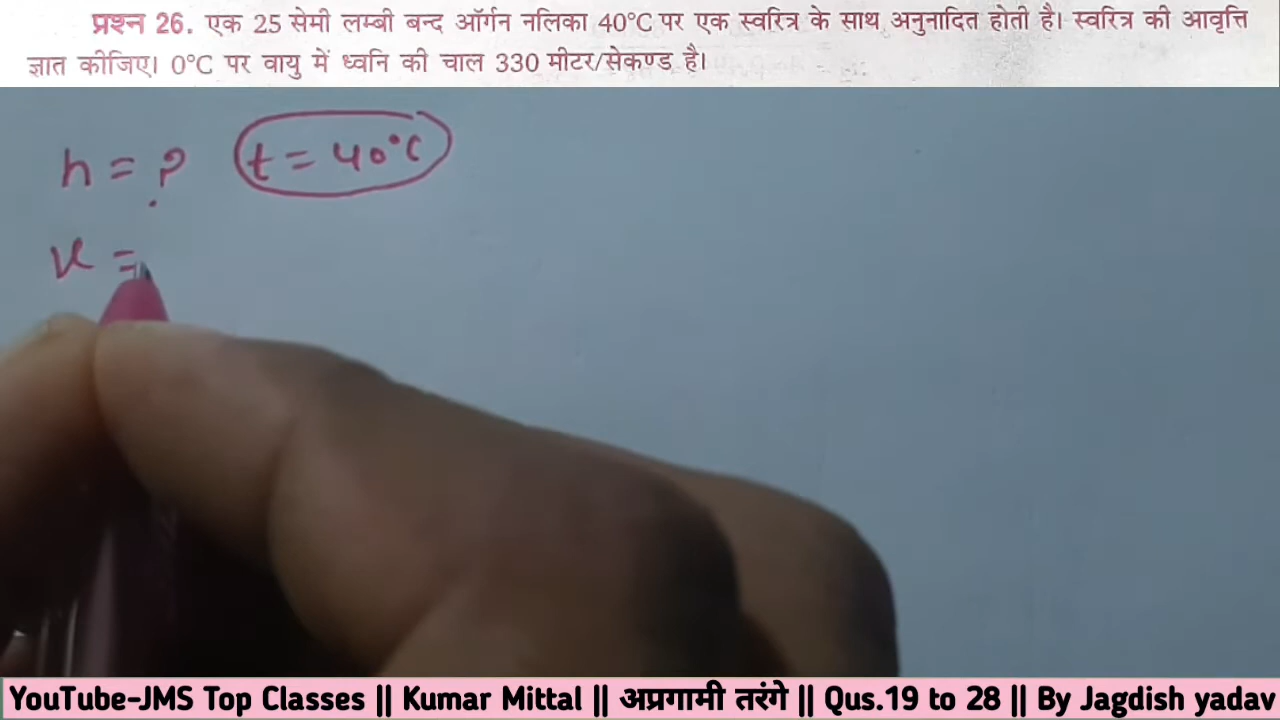 प्रश्न 26. एक 25 सेमी लम्बी बन्द ऑर्गन नलिका 40°C पर एक स्वरित्र के साथ अनुनादित होती है। स्वरित्र की आवृत्ति
ज्ञात कीजिए। 0°C पर वायु में ध्वनि की चाल 330 मीटर/सेकण्ड है।
n = ? t = 40°C
v =
YouTube-JMS Top Classes || Kumar Mittal || अप्रगामी तरंगे || Qus.19 to 28 || By Jagdish yadav